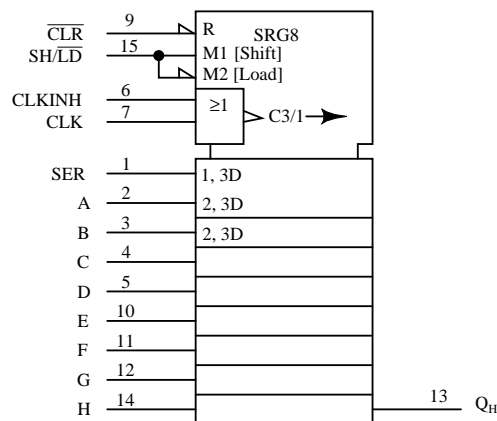 CLR 9 R SRG8
SH/LD 15 M1 [Shift]
M2 [Load]
CLKINH 6 ≥1
CLK 7 C3/1
SER 1 1, 3D
A 2 2, 3D
B 3 2, 3D
C 4
D 5
E 10
F 11
G 12
H 14 13 QH